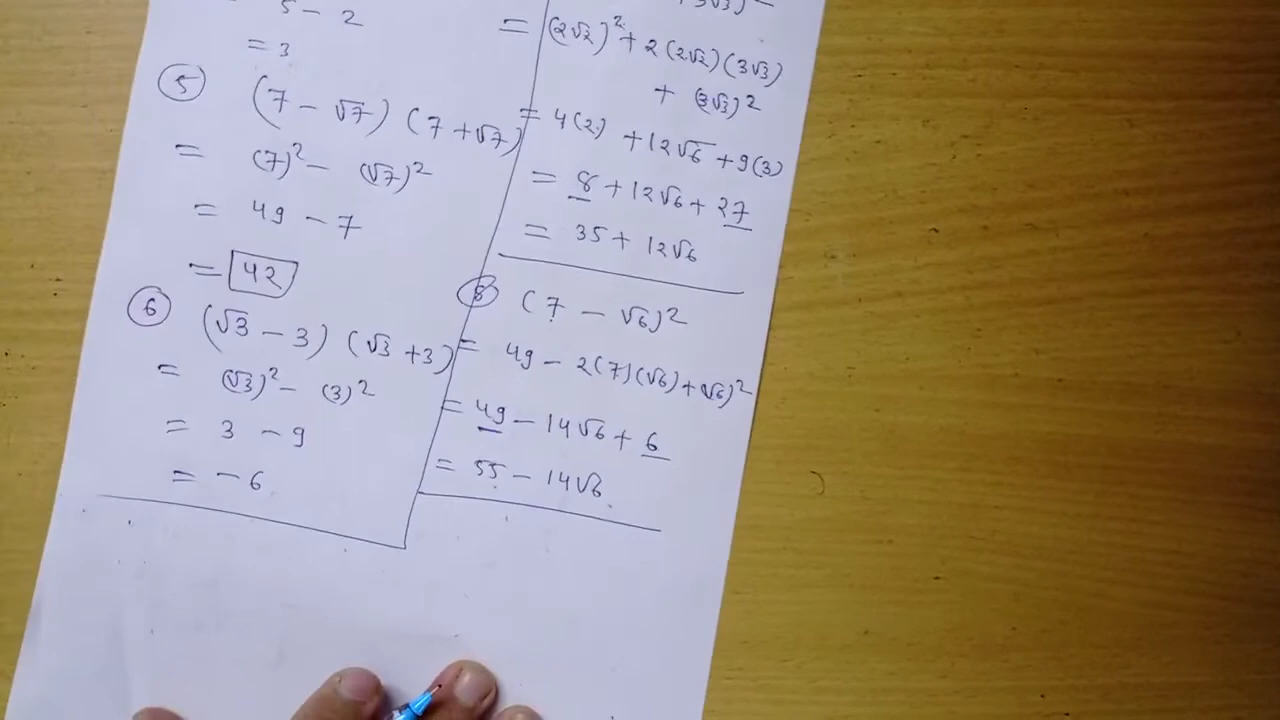 5 - 2
= 3
⑤ (7 - √7) (7 + √7)
= (7)² - (√7)²
= 49 - 7
= 42
⑥ (√3 - 3) (√3 + 3)
= (√3)² - (3)²
= 3 - 9
= - 6
= (2√2)² + 2(2√2)(3√3)
+ (3√3)²
= 4(2) + 12√6 + 9(3)
= 8 + 12√6 + 27
= 35 + 12√6
⑧ (7 - √6)²
= 49 - 2(7)(√6) + (√6)²
= 49 - 14√6 + 6
= 55 - 14√6